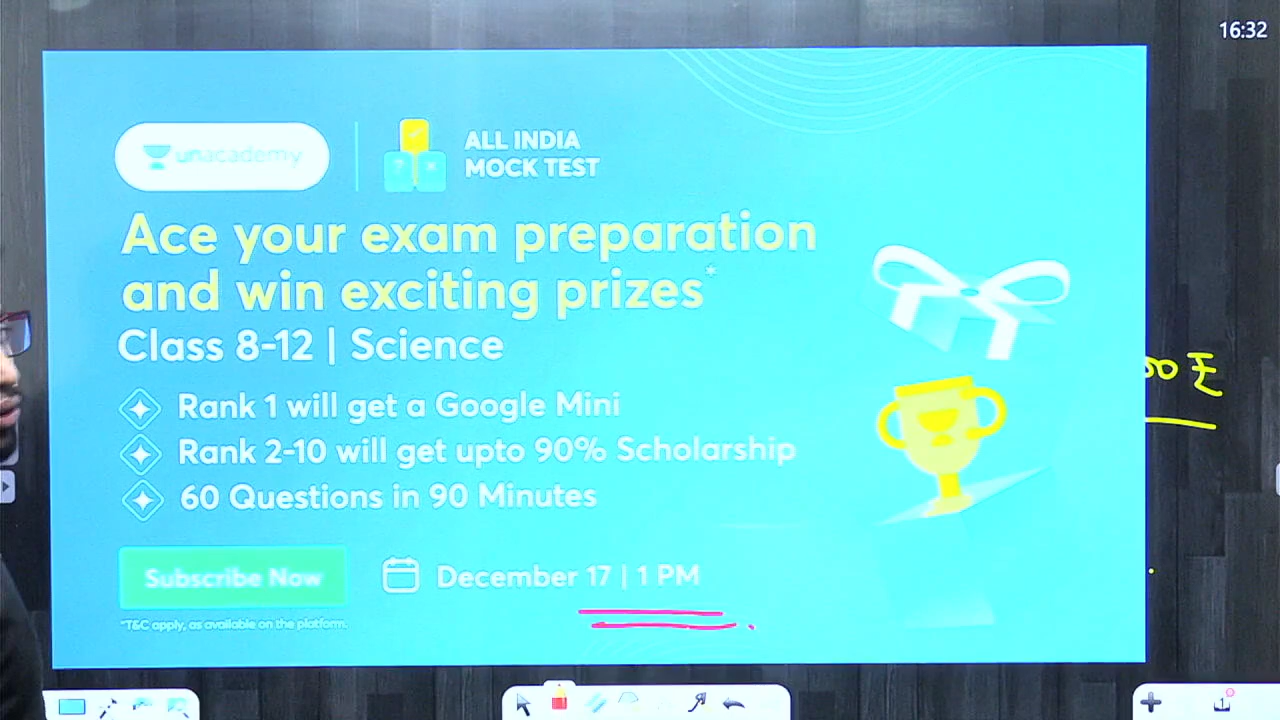 16:32
unacademy
ALL INDIA
MOCK TEST
Ace your exam preparation
and win exciting prizes*
Class 8-12 | Science
Rank 1 will get a Google Mini
Rank 2-10 will get upto 90% Scholarship
60 Questions in 90 Minutes
Subscribe Now
December 17 | 1 PM
*T&C apply, as available on the platform.